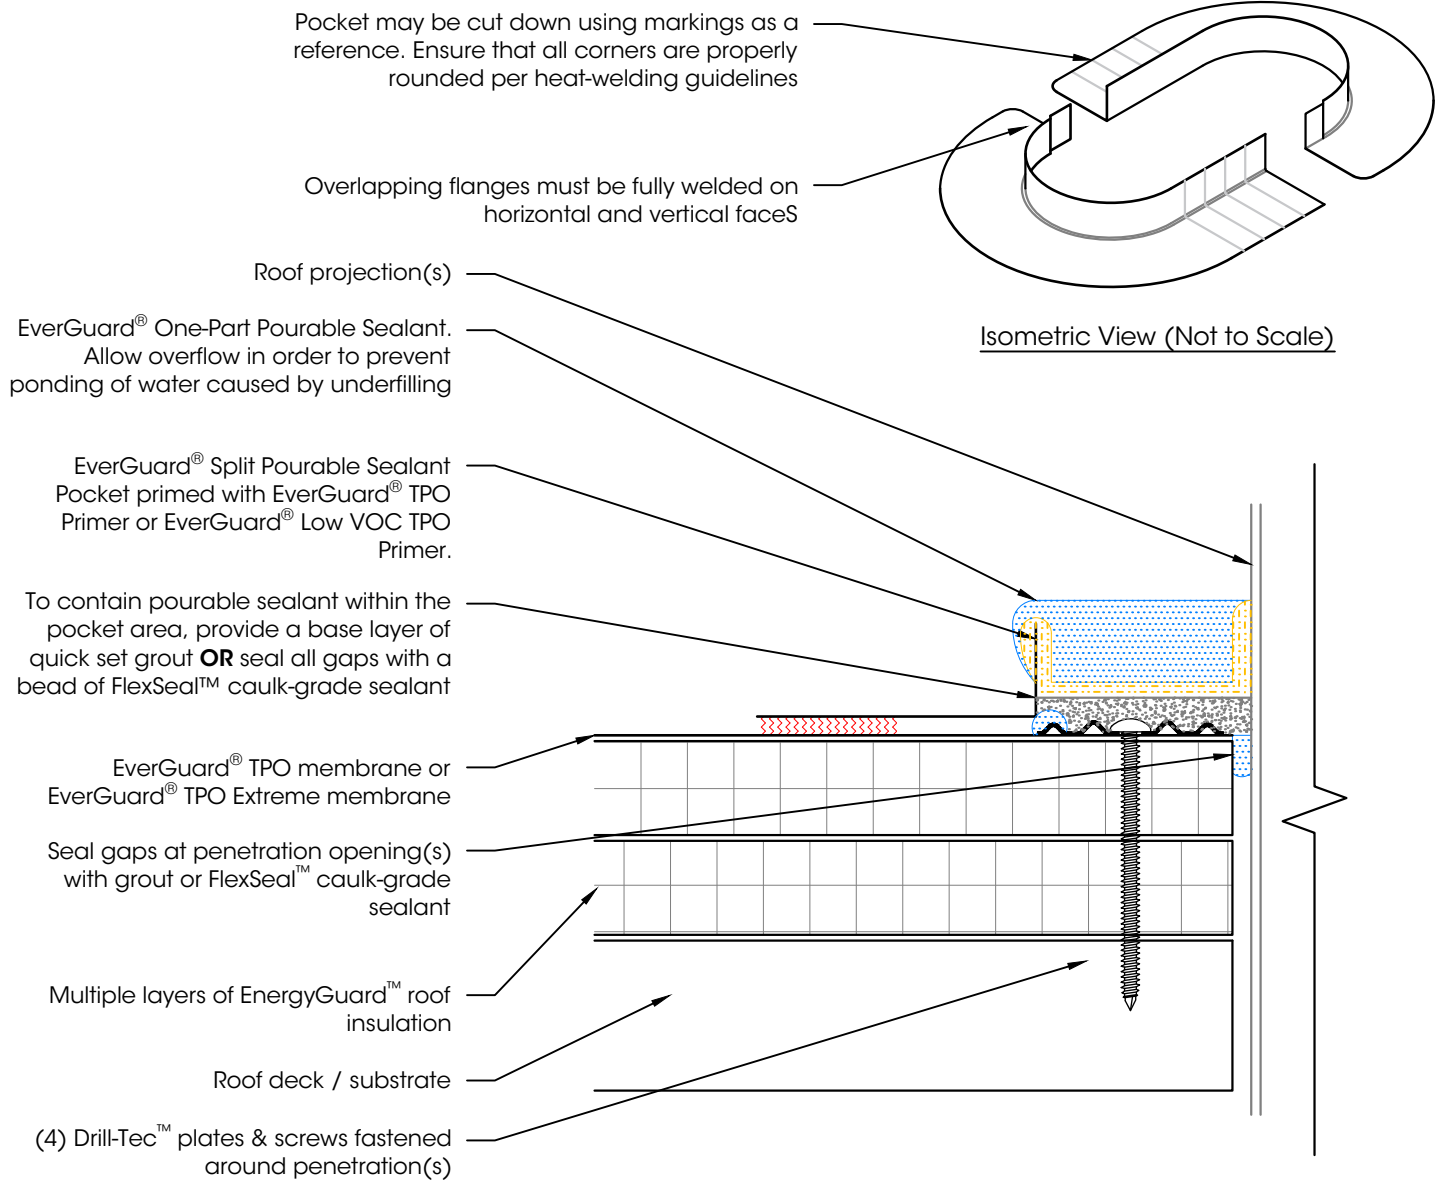 Pocket may be cut down using markings as a
reference. Ensure that all corners are properly
rounded per heat-welding guidelines
Overlapping flanges must be fully welded on
horizontal and vertical faceS
Roof projection(s)
EverGuard® One-Part Pourable Sealant.
Allow overflow in order to prevent
ponding of water caused by underfilling
Isometric View (Not to Scale)
EverGuard® Split Pourable Sealant
Pocket primed with EverGuard® TPO
Primer or EverGuard® Low VOC TPO
Primer.
To contain pourable sealant within the
pocket area, provide a base layer of
quick set grout OR seal all gaps with a
bead of FlexSeal™ caulk-grade sealant
EverGuard® TPO membrane or
EverGuard® TPO Extreme membrane
Seal gaps at penetration opening(s)
with grout or FlexSeal™ caulk-grade
sealant
Multiple layers of EnergyGuard™ roof
insulation
Roof deck / substrate
(4) Drill-Tec™ plates & screws fastened
around penetration(s)